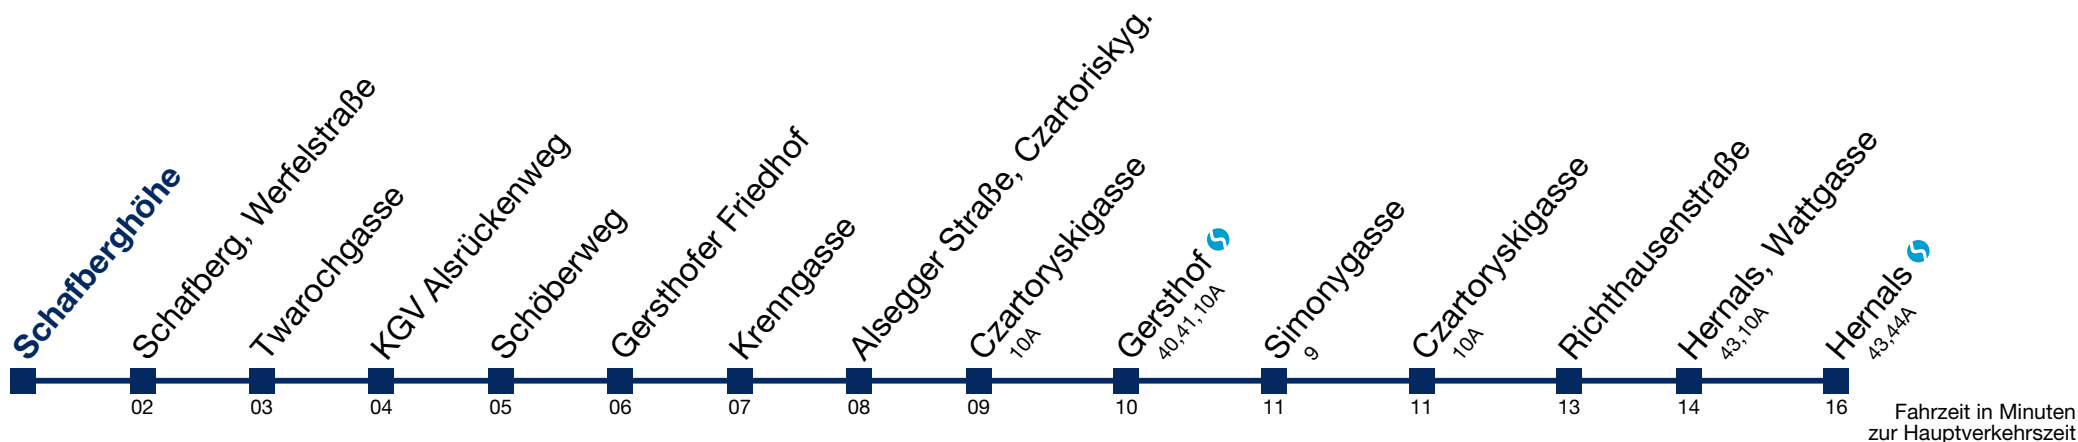 Schafberghöhe
Schafberg, Werfelstraße
02
Twarochgasse
03
KGV Alsrückenweg
04
Schöberweg
05
Gersthofer Friedhof
06
Krenngasse
07
Alsegger Straße, Czartoriskyg.
08
Czartoryskigasse
10A
09
Gersthof
40,41,10A
10
Simonygasse
9
11
Czartoryskigasse
10A
11
Richthausenstraße
13
Hernals, Wattgasse
43,10A
14
Hernals
43,44A
16
Fahrzeit in Minuten
zur Hauptverkehrszeit